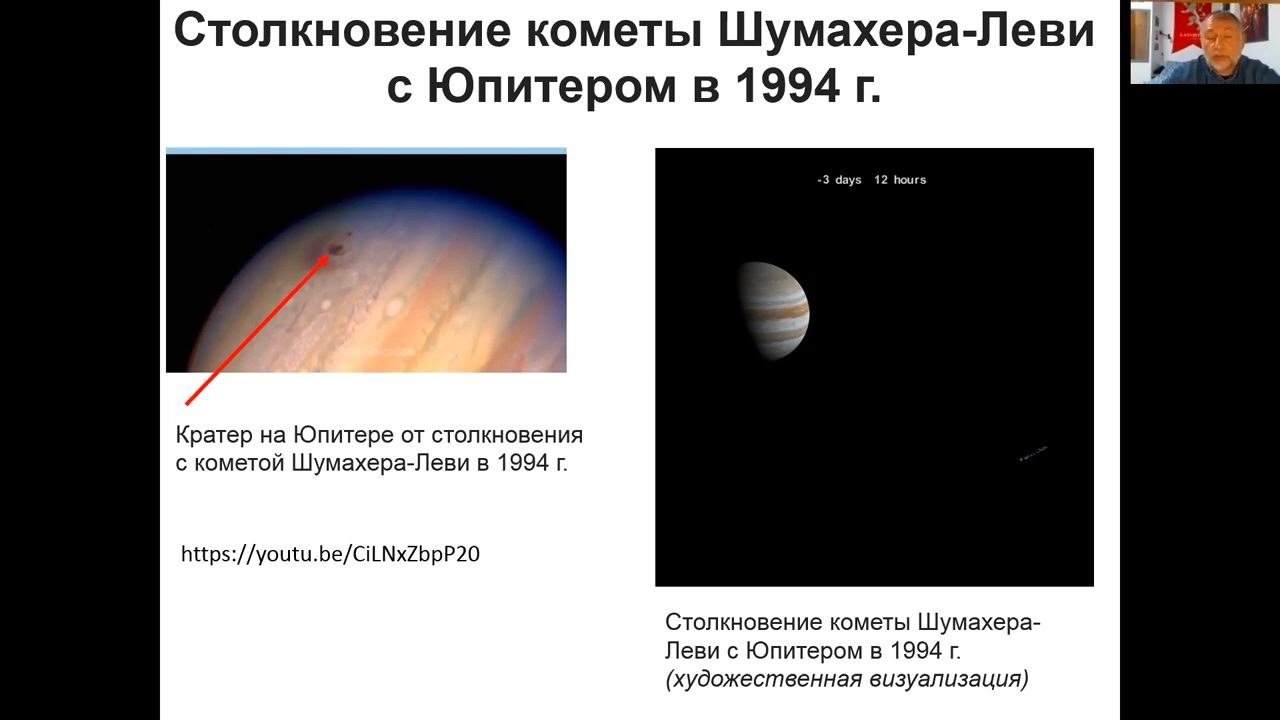 Столкновение кометы Шумахера-Леви
с Юпитером в 1994 г.
-3 days 12 hours
Кратер на Юпитере от столкновения
с кометой Шумахера-Леви в 1994 г.
https://youtu.be/CiLNxZbpP20
Столкновение кометы Шумахера-
Леви с Юпитером в 1994 г.
(художественная визуализация)